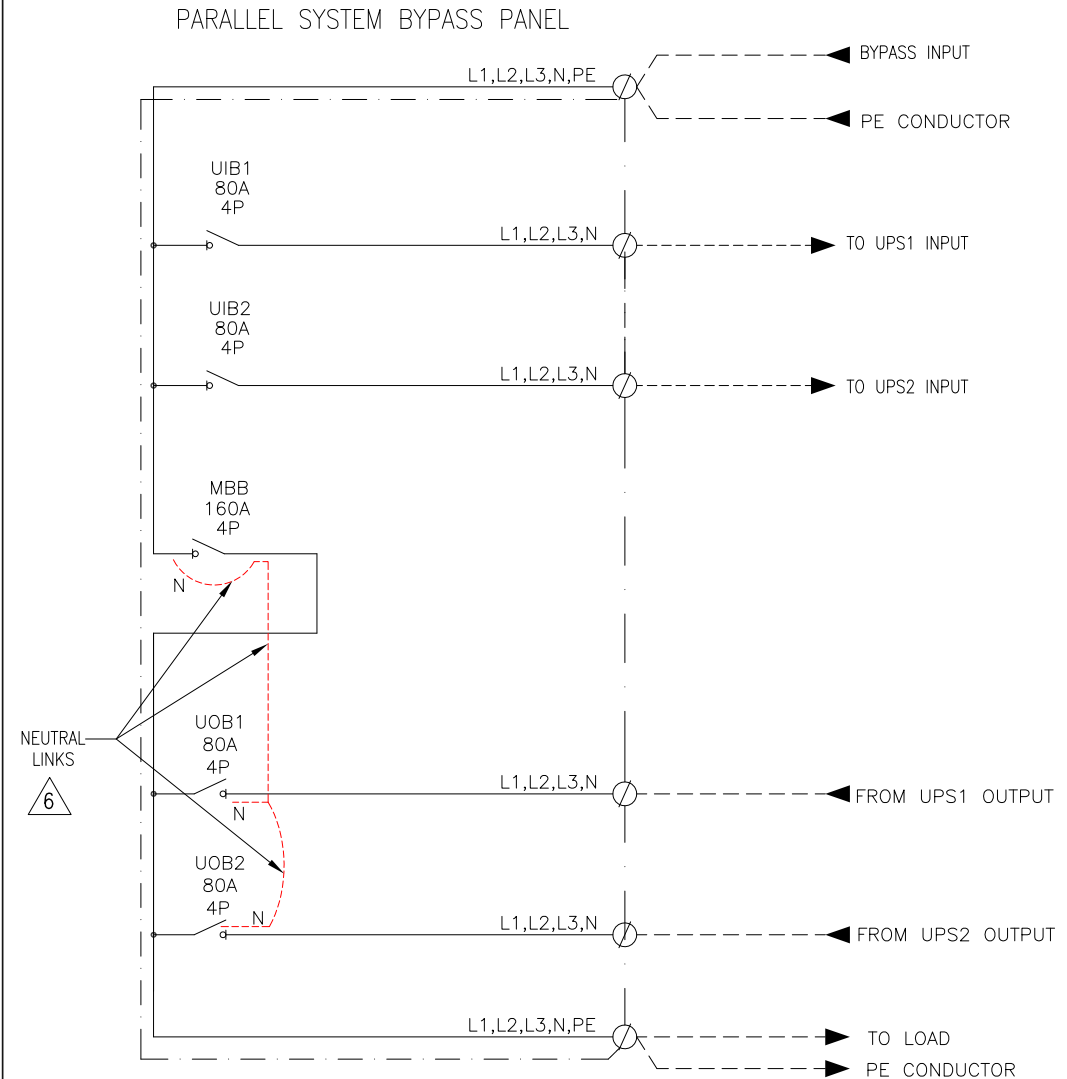 PARALLEL SYSTEM BYPASS PANEL
L1,L2,L3,N,PE
BYPASS INPUT
PE CONDUCTOR
UIB1
80A
4P
L1,L2,L3,N
TO UPS1 INPUT
UIB2
80A
4P
L1,L2,L3,N
TO UPS2 INPUT
MBB
160A
4P
N
NEUTRAL
LINKS
6
UOB1
80A
4P
N
L1,L2,L3,N
FROM UPS1 OUTPUT
UOB2
80A
4P
N
L1,L2,L3,N
FROM UPS2 OUTPUT
L1,L2,L3,N,PE
TO LOAD
PE CONDUCTOR